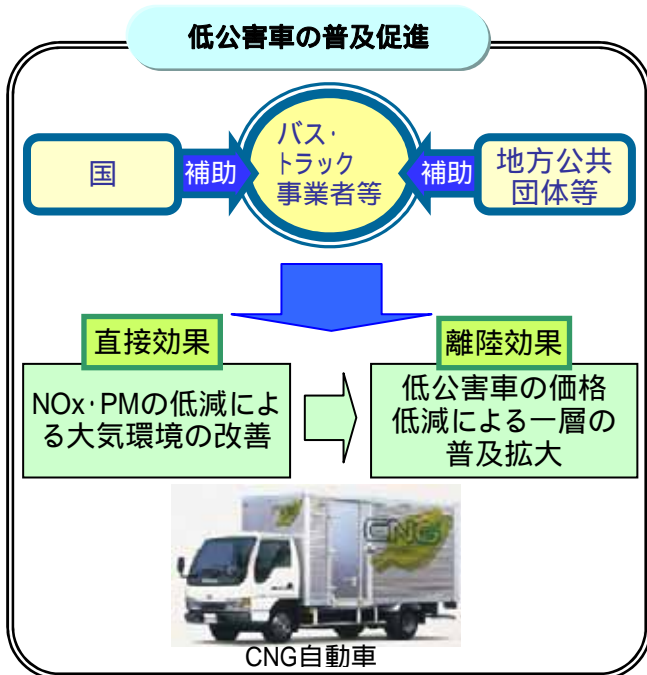 低公害車の普及促進
国
補助
バス・
トラック
事業者等
補助
地方公共
団体等
直接効果
NOx・PMの低減によ
る大気環境の改善
離陸効果
低公害車の価格
低減による一層の
普及拡大
CNG
CNG自動車